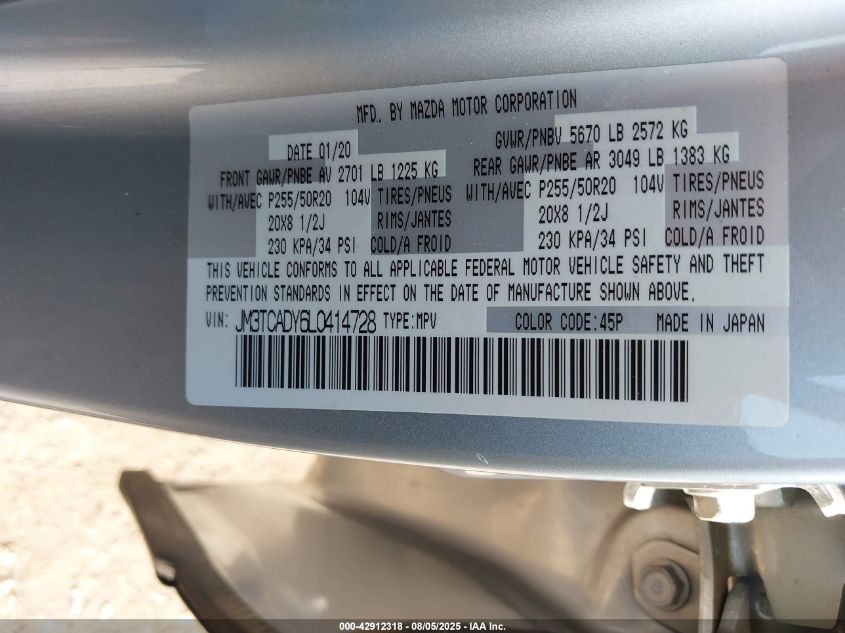 MFD. BY MAZDA MOTOR CORPORATION
DATE 01/20 GVWR/PNBV 5670 LB 2572 KG
FRONT GAWR/PNBE AV 2701 LB 1225 KG REAR GAWR/PNBE AR 3049 LB 1383 KG
WITH/AVEC P255/50R20 104V TIRES/PNEUS WITH/AVEC P255/50R20 104V TIRES/PNEUS
20X8 1/2J RIMS/JANTES 20X8 1/2J RIMS/JANTES
230 KPA/34 PSI COLD/A FROID 230 KPA/34 PSI COLD/A FROID
THIS VEHICLE CONFORMS TO ALL APPLICABLE FEDERAL MOTOR VEHICLE SAFETY AND THEFT
PREVENTION STANDARDS IN EFFECT ON THE DATE OF MANUFACTURE SHOWN ABOVE.
VIN: JM3TCADY6L0414728 TYPE:MPV COLOR CODE:45P MADE IN JAPAN
000-42912318 - 08/05/2025 - IAA Inc.